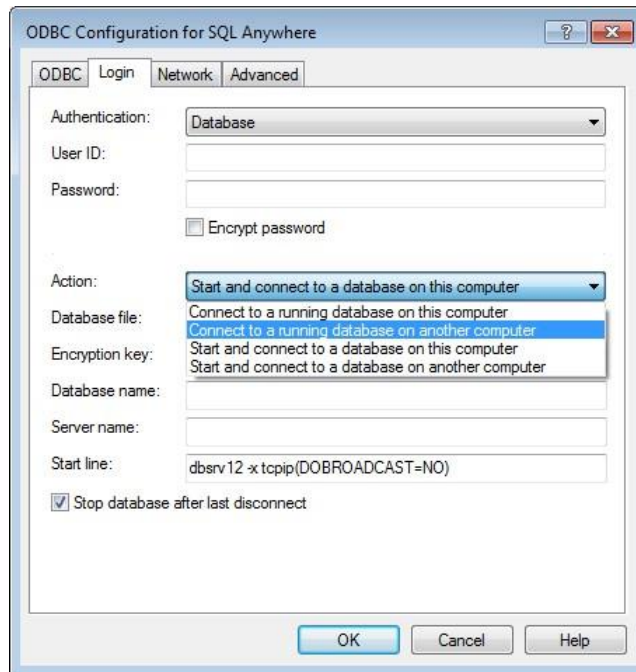 ODBC Configuration for SQL Anywhere
ODBC Login Network Advanced
Authentication: Database
User ID:
Password:
Encrypt password
Action: Start and connect to a database on this computer
Connect to a running database on this computer
Database file:
Connect to a running database on another computer
Encryption key:
Start and connect to a database on this computer
Start and connect to a database on another computer
Database name:
Server name:
Start line: dbsrv12 -x tcpip(DOBROADCAST=NO)
Stop database after last disconnect
OK Cancel Help